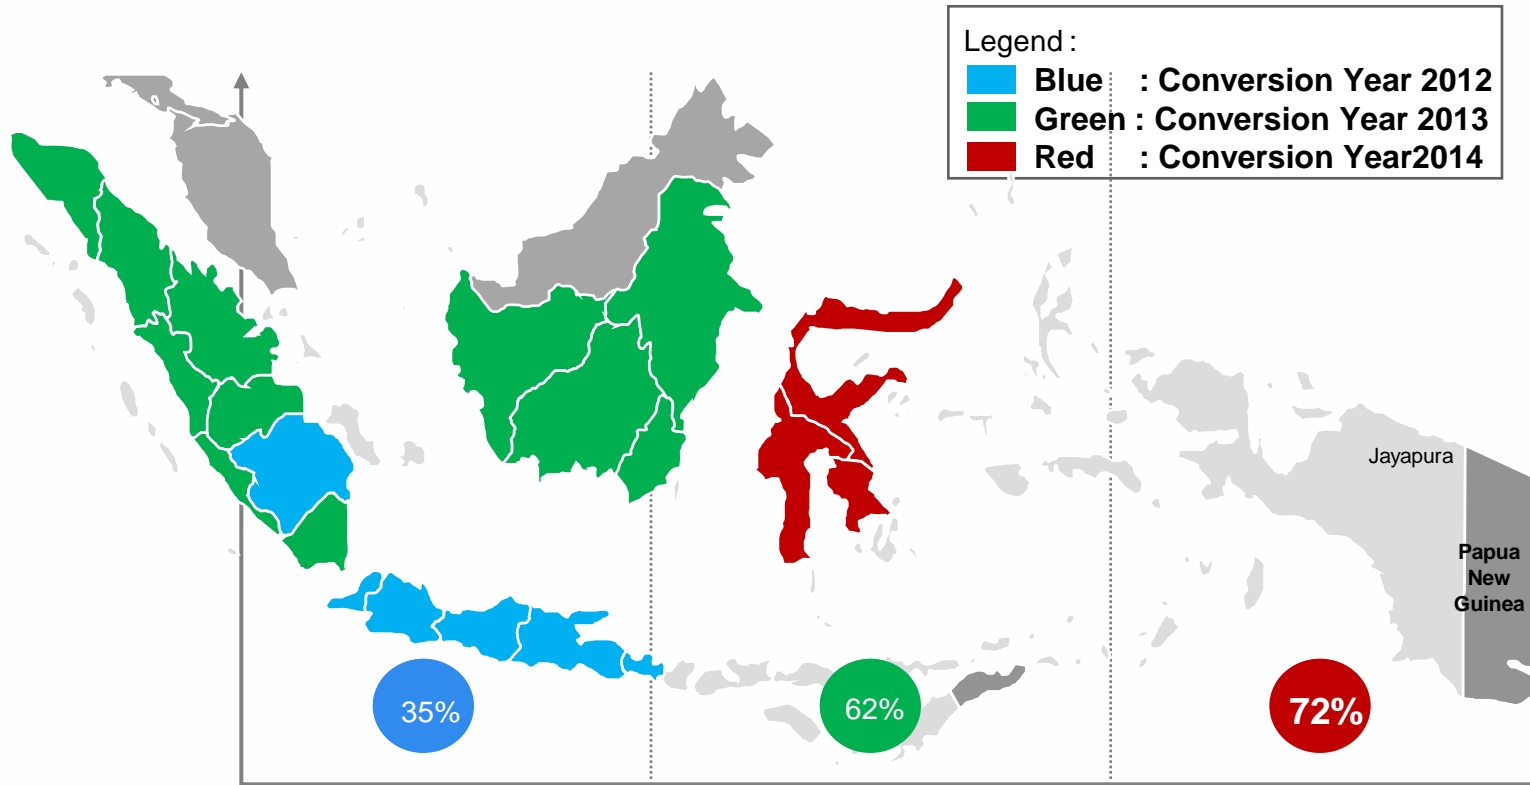 Legend :
Blue : Conversion Year 2012
Green : Conversion Year 2013
Red : Conversion Year2014
Jayapura
Papua
New
Guinea
35%
62%
72%